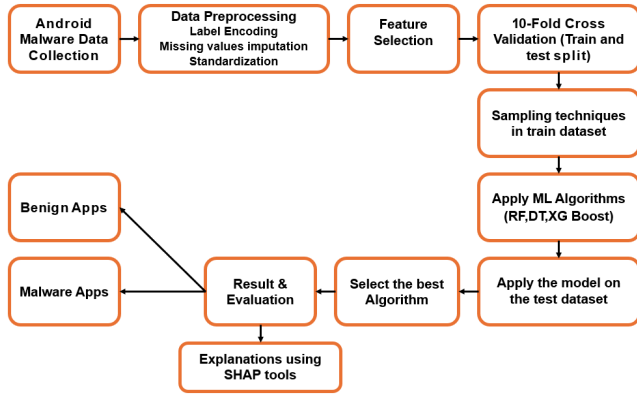 Android
Malware Data
Collection
Data Preprocessing
Label Encoding
Missing values imputation
Standardization
Feature
Selection
10-Fold Cross
Validation (Train and
test split)
Sampling techniques
in train dataset
Apply ML Algorithms
(RF,DT,XG Boost)
Apply the model on
the test dataset
Select the best
Algorithm
Result &
Evaluation
Benign Apps
Malware Apps
Explanations using
SHAP tools